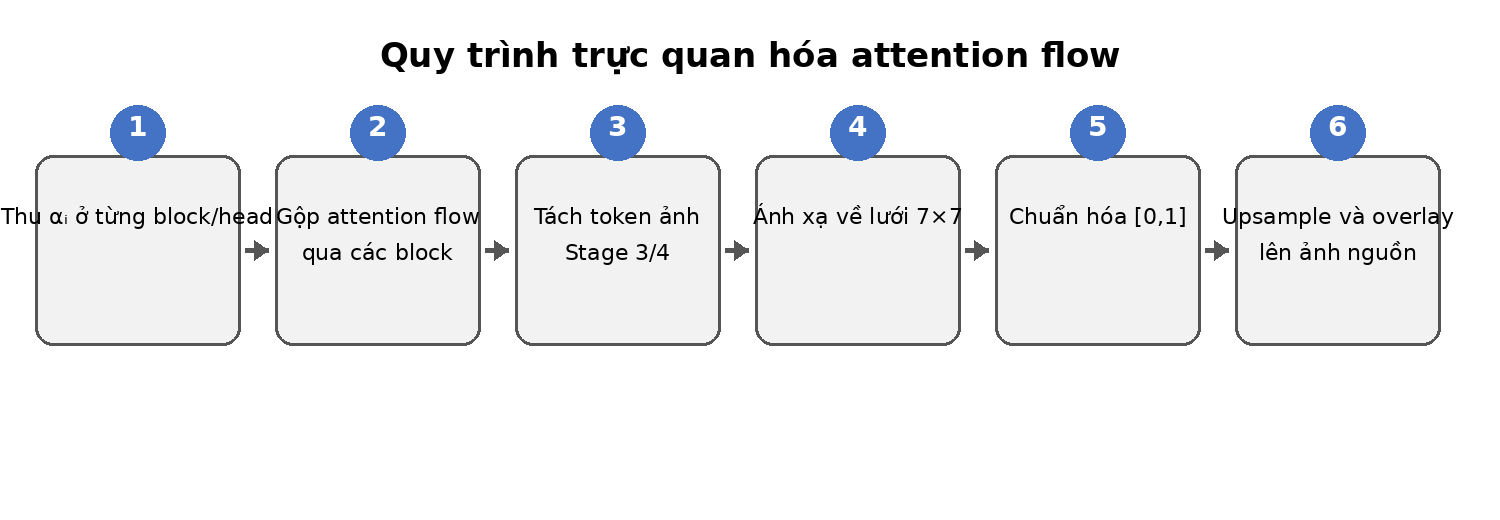 Quy trình trực quan hóa attention flow
1
Thu αᵢ ở từng block/head
2
Gộp attention flow
qua các block
3
Tách token ảnh
Stage 3/4
4
Ánh xạ về lưới 7×7
5
Chuẩn hóa [0,1]
6
Upsample và overlay
lên ảnh nguồn